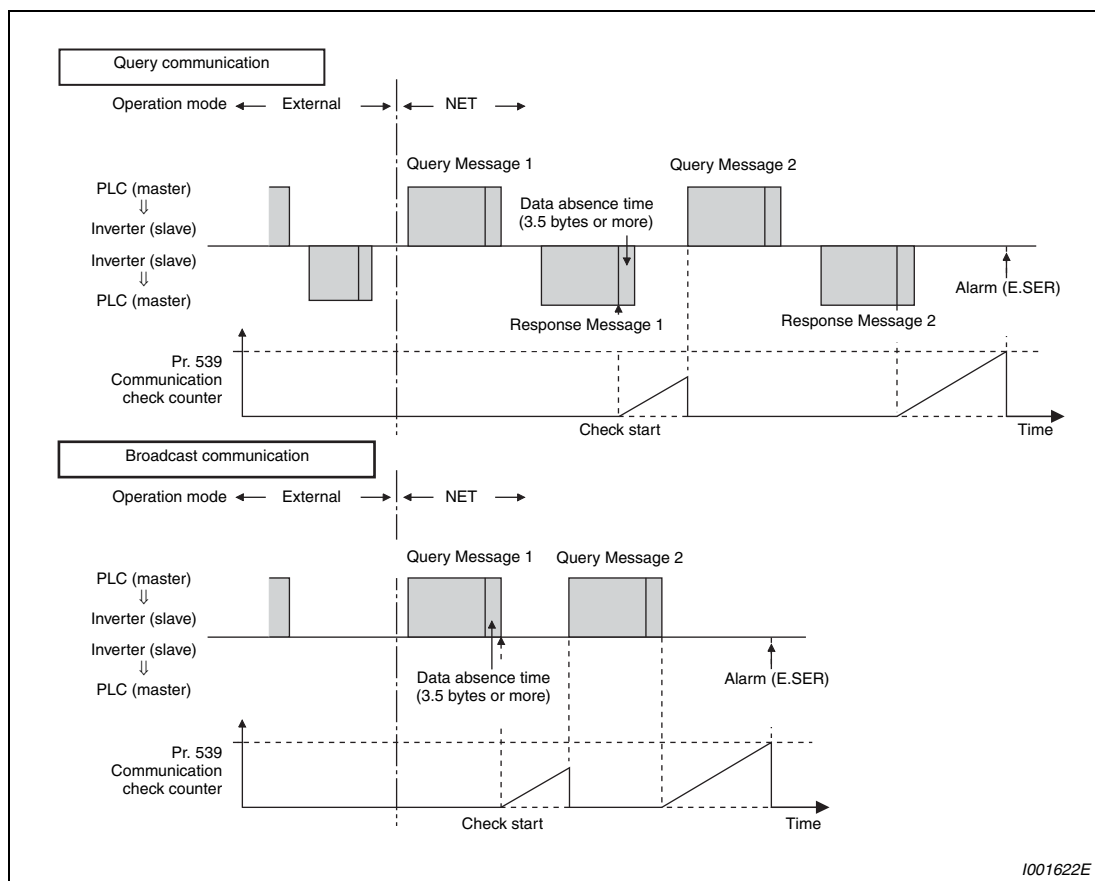 Query communication
Operation mode External NET
Query Message 1 Query Message 2
PLC (master)
⇓
Inverter (slave)
Data absence time
(3.5 bytes or more)
Inverter (slave)
⇓
PLC (master)
Alarm (E.SER)
Response Message 1 Response Message 2
Pr. 539
Communication
check counter
Check start Time
Broadcast communication
Operation mode External NET
Query Message 1 Query Message 2
PLC (master)
⇓
Inverter (slave)
Inverter (slave)
⇓
PLC (master)
Data absence time
(3.5 bytes or more)
Alarm (E.SER)
Pr. 539
Communication
check counter
Check start Time
I001622E